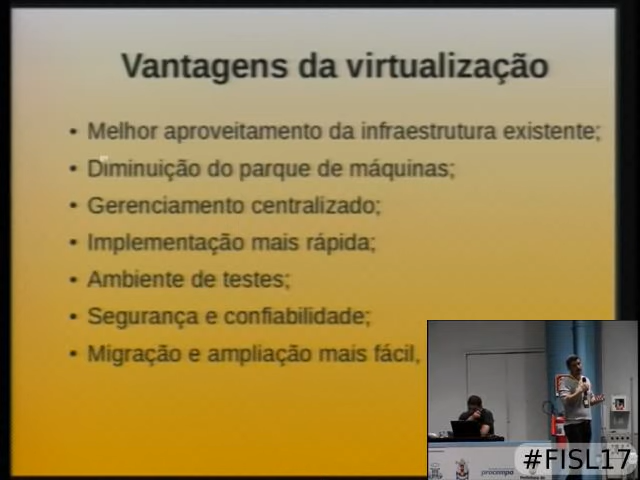 Vantagens da virtualização
• Melhor aproveitamento da infraestrutura existente;
• Diminuição do parque de máquinas;
• Gerenciamento centralizado;
• Implementação mais rápida;
• Ambiente de testes;
• Segurança e confiabilidade;
• Migração e ampliação mais fácil,
procempa
#FISL17